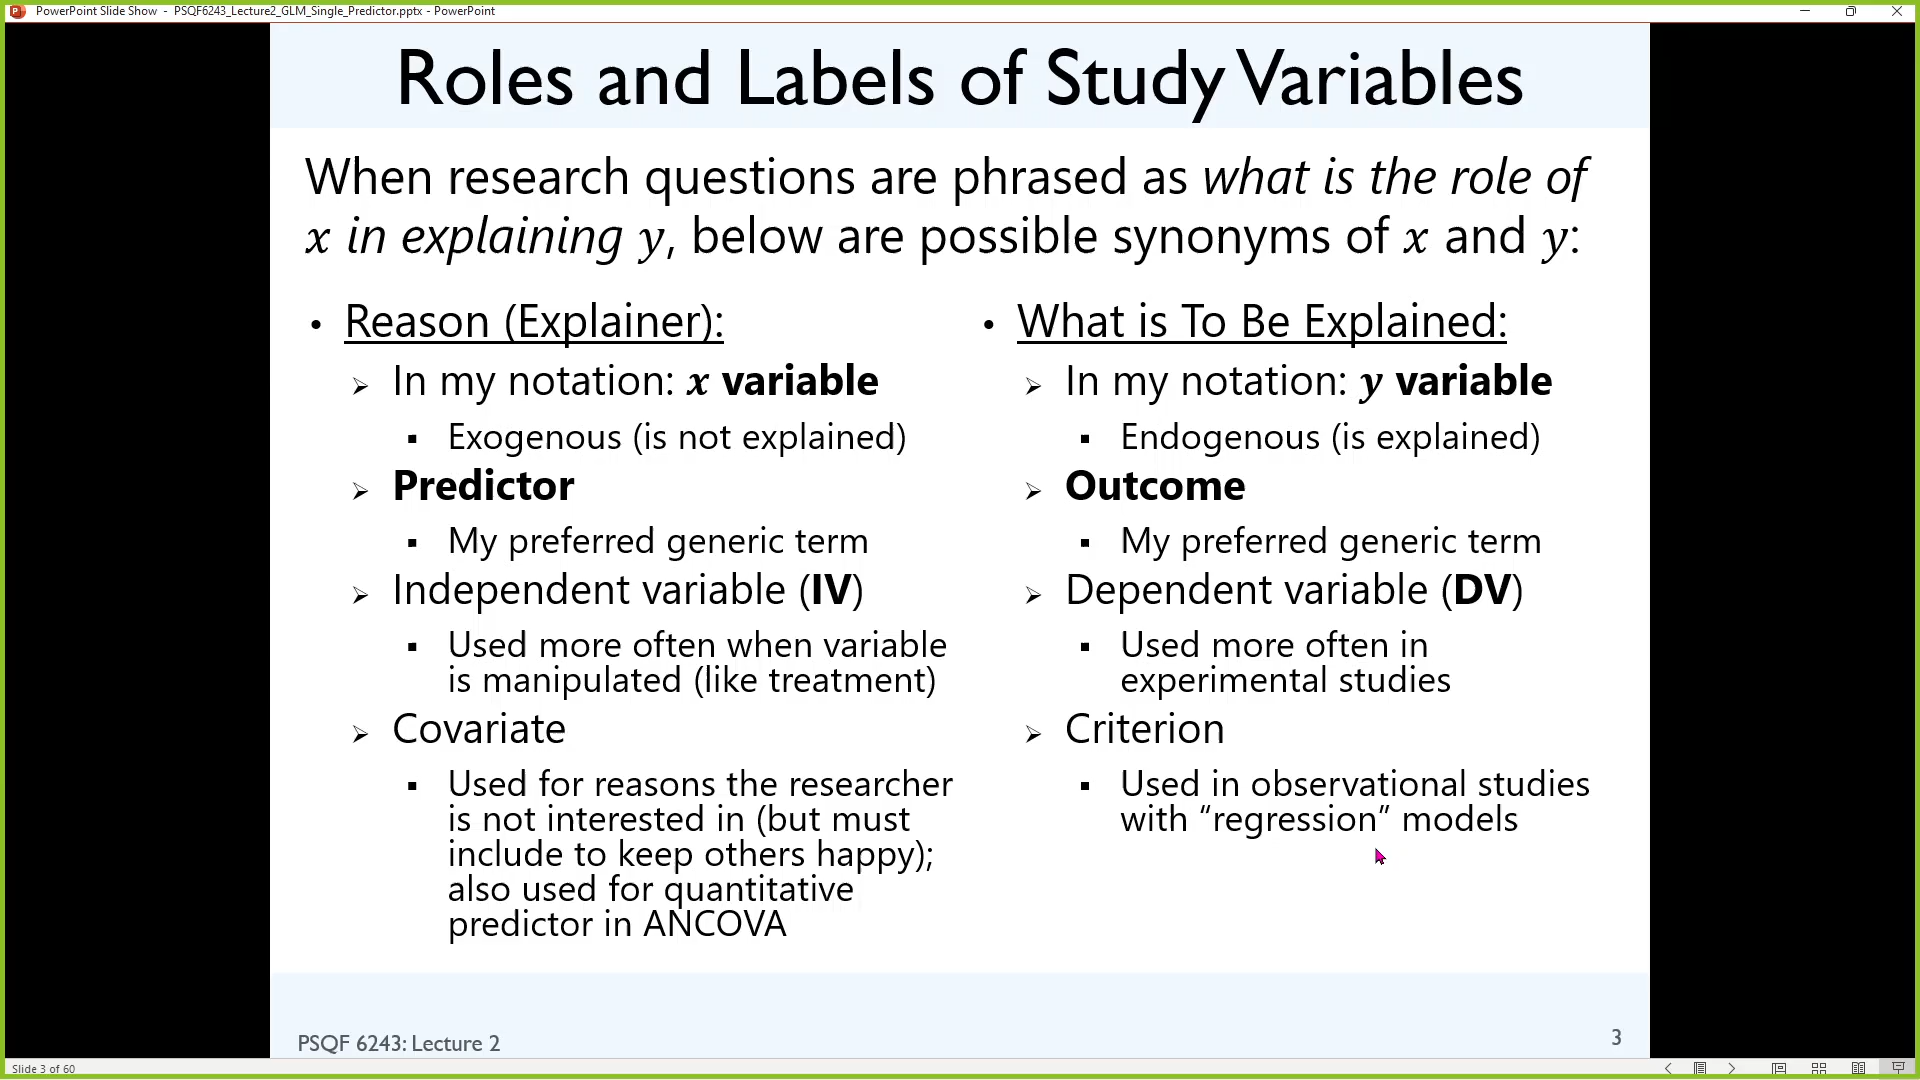 PowerPoint Slide Show - PSQF6243_Lecture2_GLM_Single_Predictor.pptx - PowerPoint
Roles and Labels of Study Variables
When research questions are phrased as what is the role of
x in explaining y, below are possible synonyms of x and y:
• Reason (Explainer):
➢ In my notation: x variable
▪ Exogenous (is not explained)
➢ Predictor
▪ My preferred generic term
➢ Independent variable (IV)
▪ Used more often when variable
is manipulated (like treatment)
➢ Covariate
▪ Used for reasons the researcher
is not interested in (but must
include to keep others happy);
also used for quantitative
predictor in ANCOVA
• What is To Be Explained:
➢ In my notation: y variable
▪ Endogenous (is explained)
➢ Outcome
▪ My preferred generic term
➢ Dependent variable (DV)
▪ Used more often in
experimental studies
➢ Criterion
▪ Used in observational studies
with “regression” models
PSQF 6243: Lecture 2
3
Slide 3 of 60